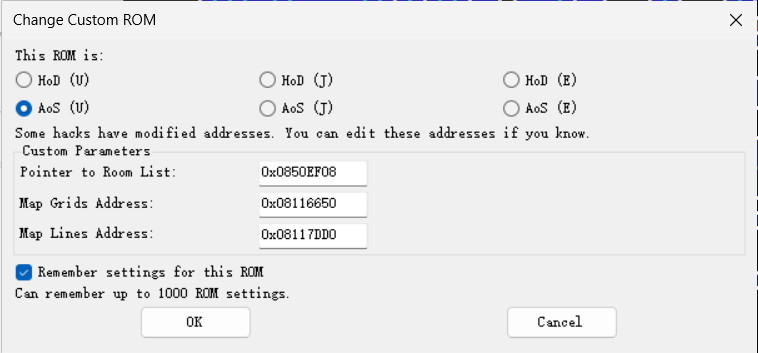 Change Custom ROM
This ROM is:
HoD (U) HoD (J) HoD (E)
AoS (U) AoS (J) AoS (E)
Some hacks have modified addresses. You can edit these addresses if you know.
Custom Parameters
Pointer to Room List: 0x0850EF08
Map Grids Address: 0x08116650
Map Lines Address: 0x08117DD0
Remember settings for this ROM
Can remember up to 1000 ROM settings.
OK Cancel